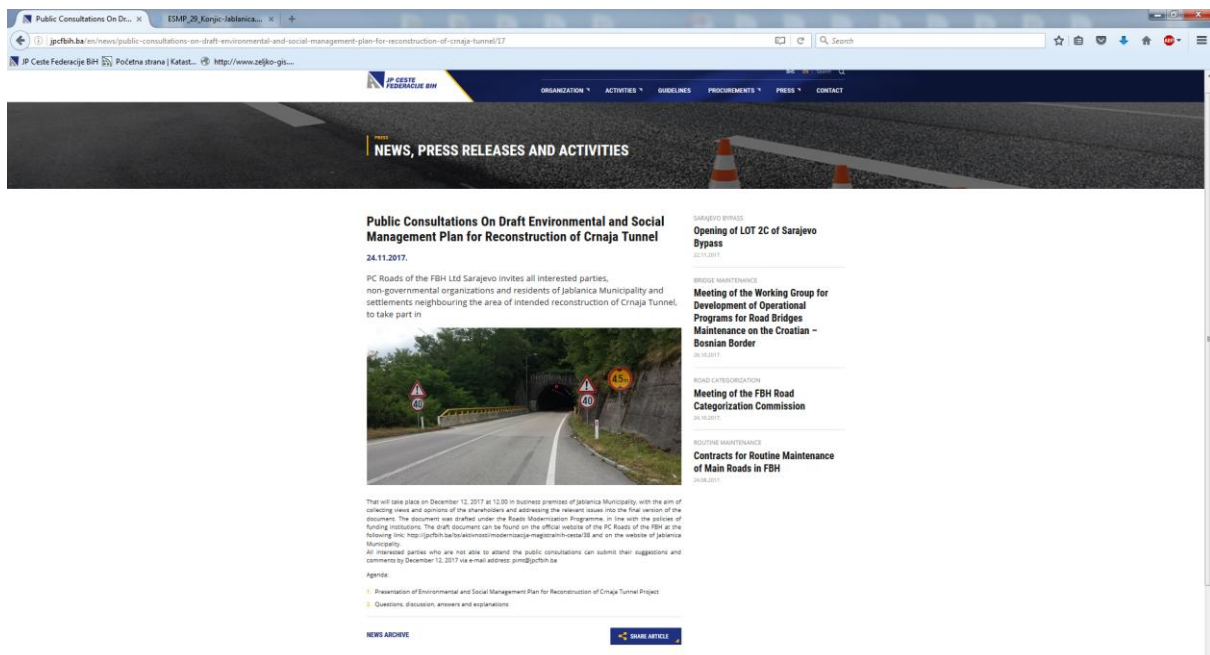 Public Consultations On Dr...
ESMP_29_Konjic-Jablanica,...
jpcfbih.ba/en/news/public-consultations-on-draft-environmental-and-social-management-plan-for-reconstruction-of-crnaja-tunnel/17
Search
JP Ceste Federacije BiH Početna strana | Katast... http://www.zeljko-gis....
JP CESTE
FEDERACIJE BIH
ORGANIZATION ACTIVITIES GUIDELINES PROCUREMENTS PRESS CONTACT
PRESS
NEWS, PRESS RELEASES AND ACTIVITIES
Public Consultations On Draft Environmental and Social
Management Plan for Reconstruction of Crnaja Tunnel
24.11.2017.
PC Roads of the FBH Ltd Sarajevo invites all interested parties,
non-governmental organizations and residents of Jablanica Municipality and
settlements neighbouring the area of intended reconstruction of Crnaja Tunnel,
to take part in
40
40
4.5m
That will take place on December 12, 2017 at 12.00 in business premises of Jablanica Municipality, with the aim of
collecting views and opinions of the shareholders and addressing the relevant issues into the final version of the
document. The document was drafted under the Roads Modernization Programme, in line with the policies of
funding institutions. The draft document can be found on the official website of the PC Roads of the FBH at the
following link: http://jpcfbih.ba/bs/aktivnosti/modernizacija-magistralnih-cesta/38 and on the website of Jablanica
Municipality.
All interested parties who are not able to attend the public consultations can submit their suggestions and
comments by December 12, 2017 via e-mail address: pimt@jpcfbih.ba
Agenda:
1. Presentation of Environmental and Social Management Plan for Reconstruction of Crnaja Tunnel Project
2. Questions, discussion, answers and explanations
NEWS ARCHIVE
SHARE ARTICLE
SARAJEVO BYPASS
Opening of LOT 2C of Sarajevo
Bypass
22.11.2017.
BRIDGE MAINTENANCE
Meeting of the Working Group for
Development of Operational
Programs for Road Bridges
Maintenance on the Croatian –
Bosnian Border
ROAD CATEGORIZATION
Meeting of the FBH Road
Categorization Commission
ROUTINE MAINTENANCE
Contracts for Routine Maintenance
of Main Roads in FBH